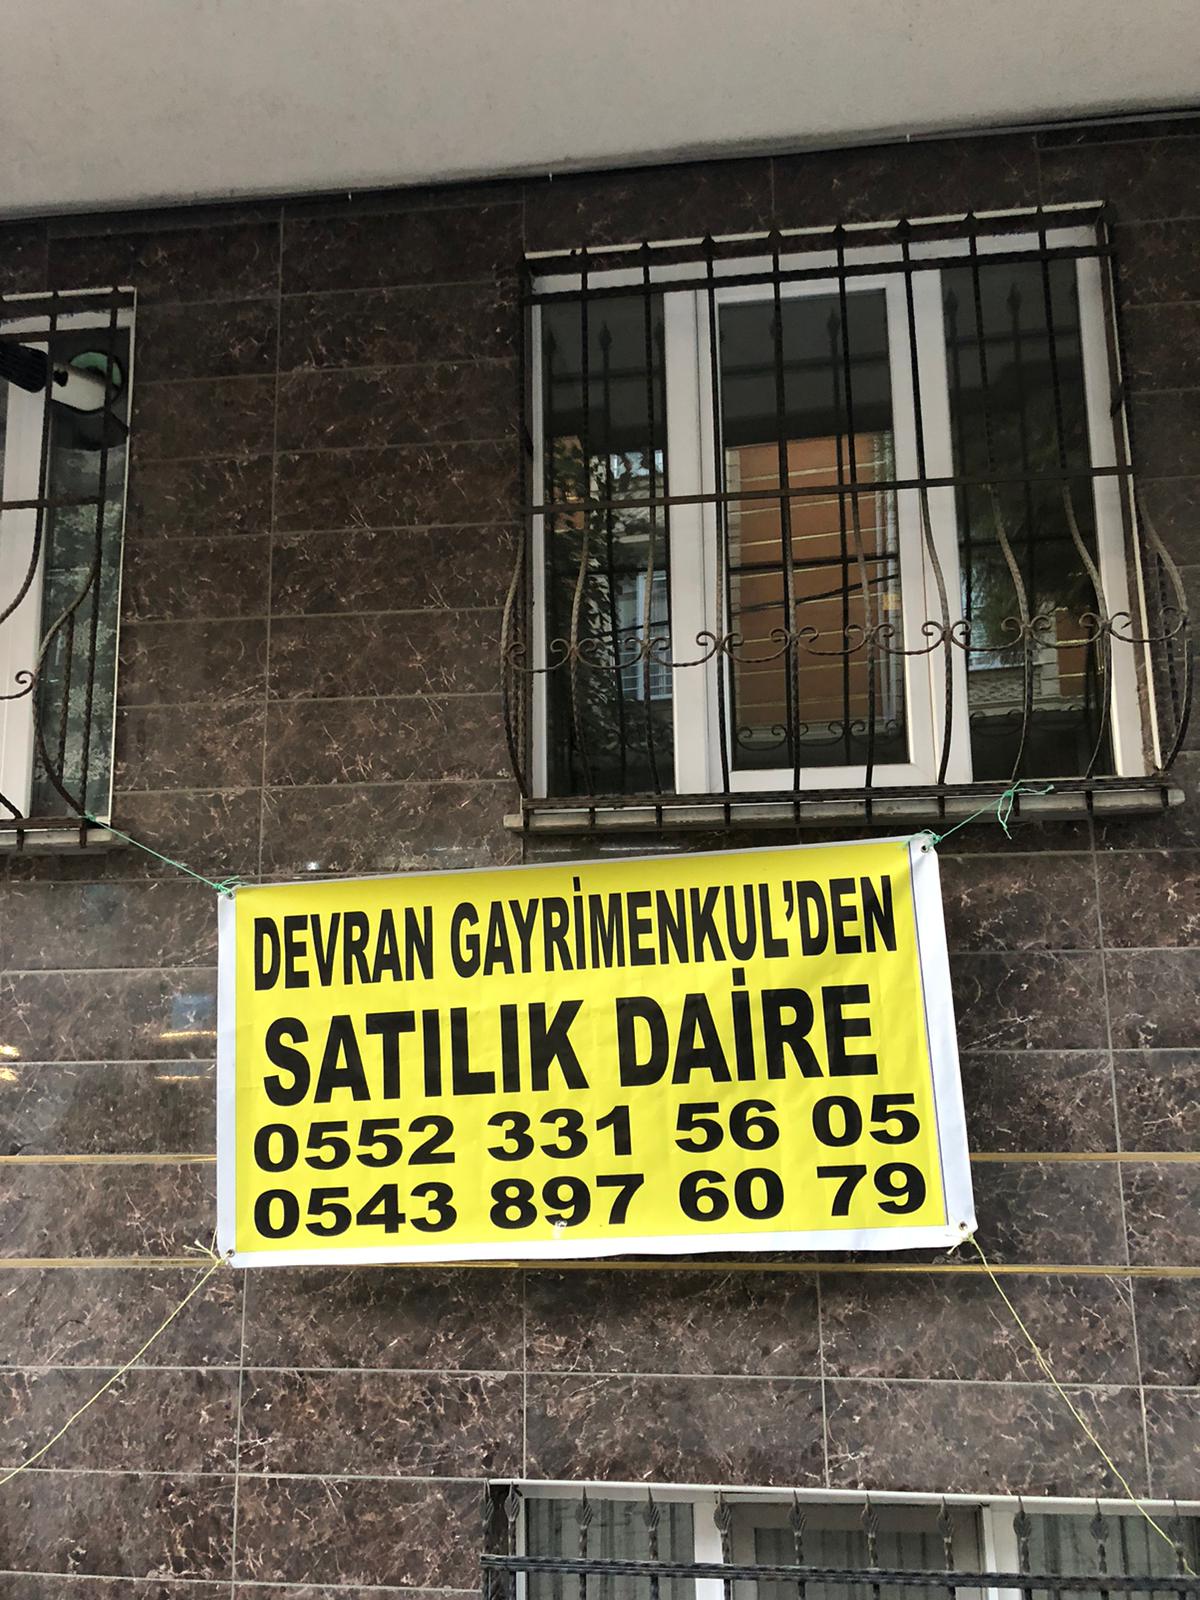 DEVRAN GAYRİMENKUL'DEN
SATILIK DAİRE
0552 331 56 05
0543 897 60 79